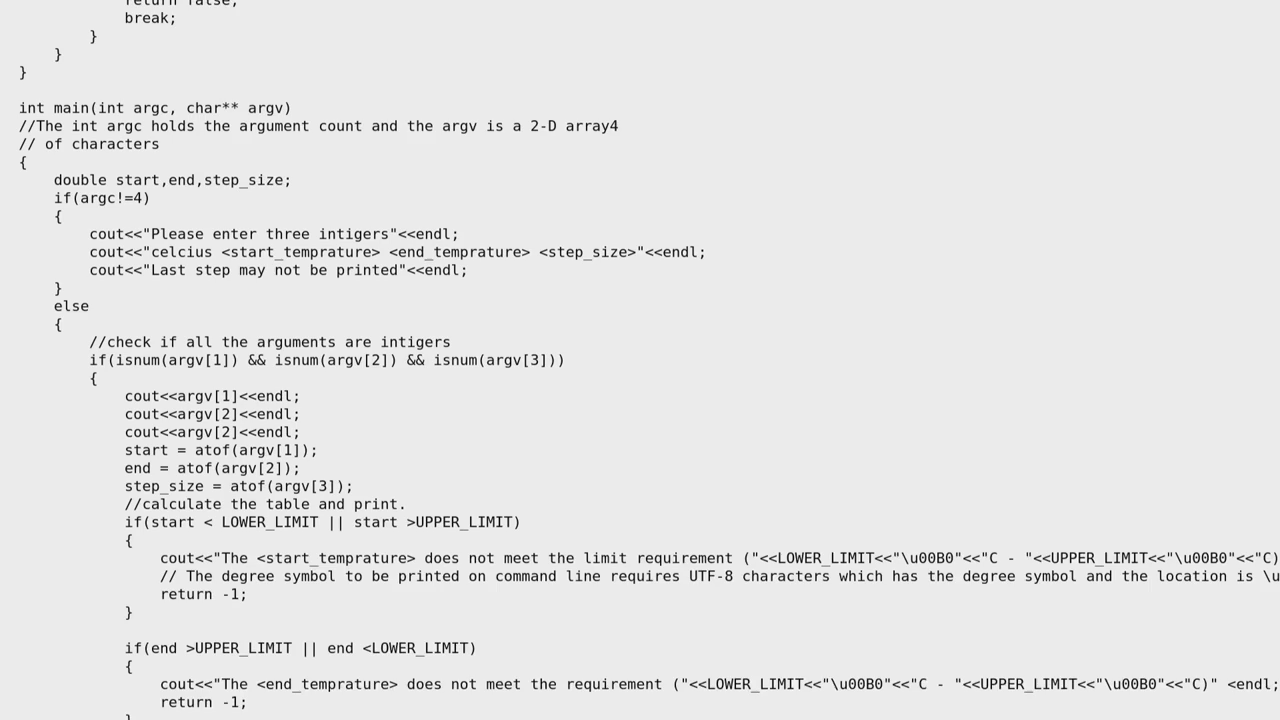 return false;
break;
}
}
}
int main(int argc, char** argv)
//The int argc holds the argument count and the argv is a 2-D array4
// of characters
{
double start,end,step_size;
if(argc!=4)
{
cout<<"Please enter three intigers"<<endl;
cout<<"celcius <start_temprature> <end_temprature> <step_size>"<<endl;
cout<<"Last step may not be printed"<<endl;
}
else
{
//check if all the arguments are intigers
if(isnum(argv[1]) && isnum(argv[2]) && isnum(argv[3]))
{
cout<<argv[1]<<endl;
cout<<argv[2]<<endl;
cout<<argv[2]<<endl;
start = atof(argv[1]);
end = atof(argv[2]);
step_size = atof(argv[3]);
//calculate the table and print.
if(start < LOWER_LIMIT || start >UPPER_LIMIT)
{
cout<<"The <start_temprature> does not meet the limit requirement ("<<LOWER_LIMIT<<"\u00B0"<<"C - "<<UPPER_LIMIT<<"\u00B0"<<"C)
// The degree symbol to be printed on command line requires UTF-8 characters which has the degree symbol and the location is \u
return -1;
}
if(end >UPPER_LIMIT || end <LOWER_LIMIT)
{
cout<<"The <end_temprature> does not meet the requirement ("<<LOWER_LIMIT<<"\u00B0"<<"C - "<<UPPER_LIMIT<<"\u00B0"<<"C)" <endl;
return -1;
}